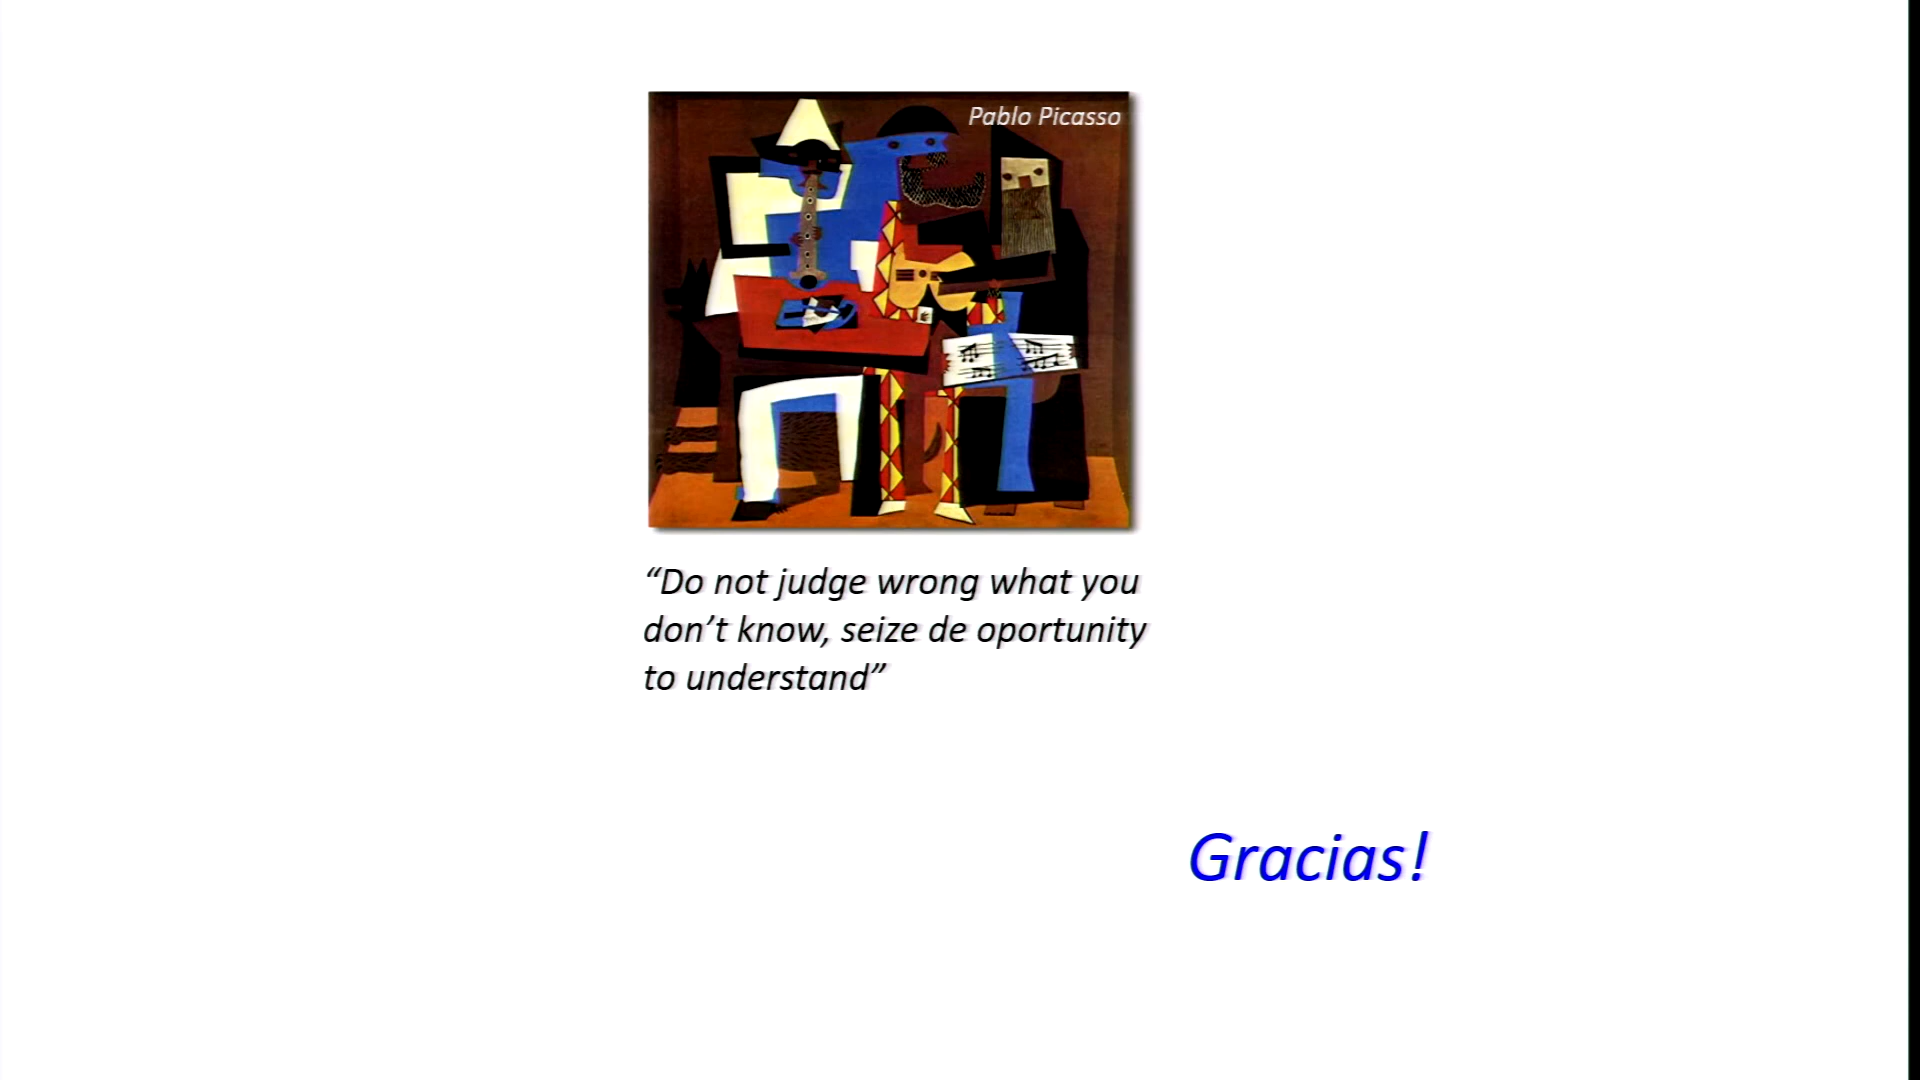 Pablo Picasso
“Do not judge wrong what you
don’t know, seize de oportunity
to understand”
Gracias!